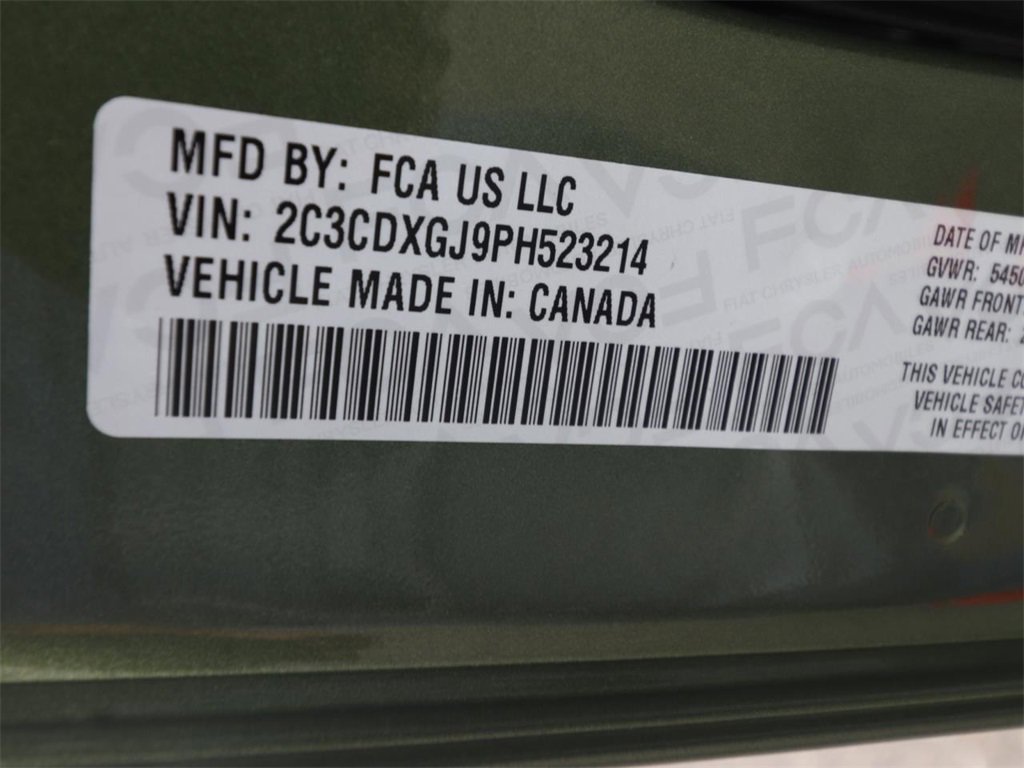 MFD BY: FCA US LLC
VIN: 2C3CDXGJ9PH523214
VEHICLE MADE IN: CANADA
DATE OF
GVWR:
GAWR FRONT
GAWR REAR:
THIS VEHICLE
VEHICLE
IN EFFECT